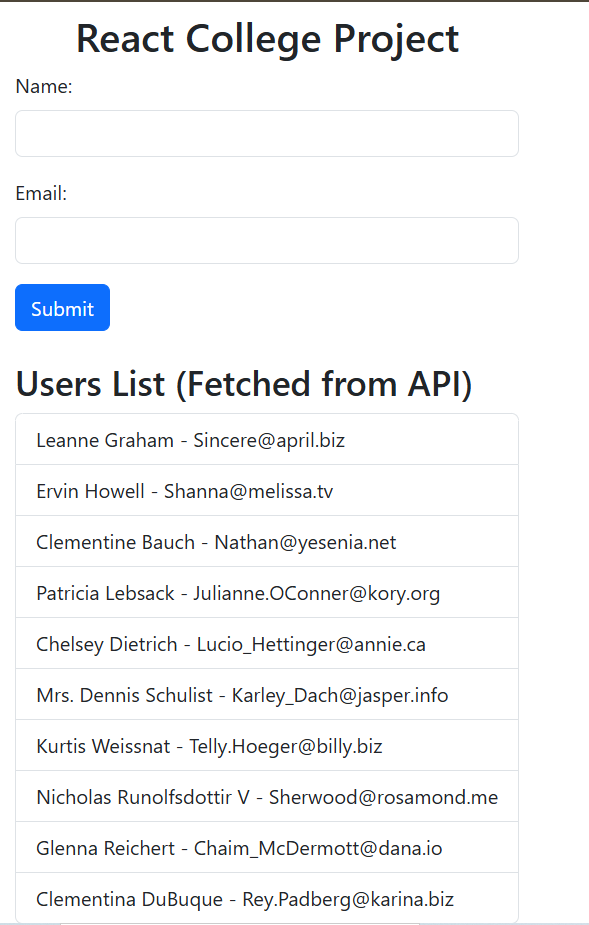 React College Project
Name:
Email:
Submit
Users List (Fetched from API)
Leanne Graham - Sincere@april.biz
Ervin Howell - Shanna@melissa.tv
Clementine Bauch - Nathan@yesenia.net
Patricia Lebsack - Julianne.OConner@kory.org
Chelsey Dietrich - Lucio_Hettinger@annie.ca
Mrs. Dennis Schulist - Karley_Dach@jasper.info
Kurtis Weissnat - Telly.Hoeger@billy.biz
Nicholas Runolfsdottir V - Sherwood@rosamond.me
Glenna Reichert - Chaim_McDermott@dana.io
Clementina DuBuque - Rey.Padberg@karina.biz